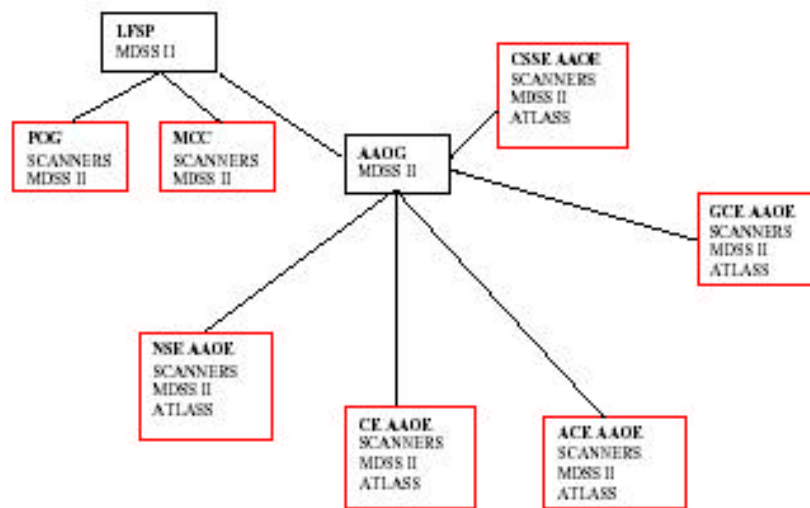 LFSP
MDSS II
CSSE AAOE
SCANNERS
MDSS II
ATLASS
POG
SCANNERS
MDSS II
MCC
SCANNERS
MDSS II
AAOG
MDSS II
GCE AAOE
SCANNERS
MDSS II
ATLASS
NSE AAOE
SCANNERS
MDSS II
ATLASS
CE AAOE
SCANNERS
MDSS II
ATLASS
ACE AAOE
SCANNERS
MDSS II
ATLASS